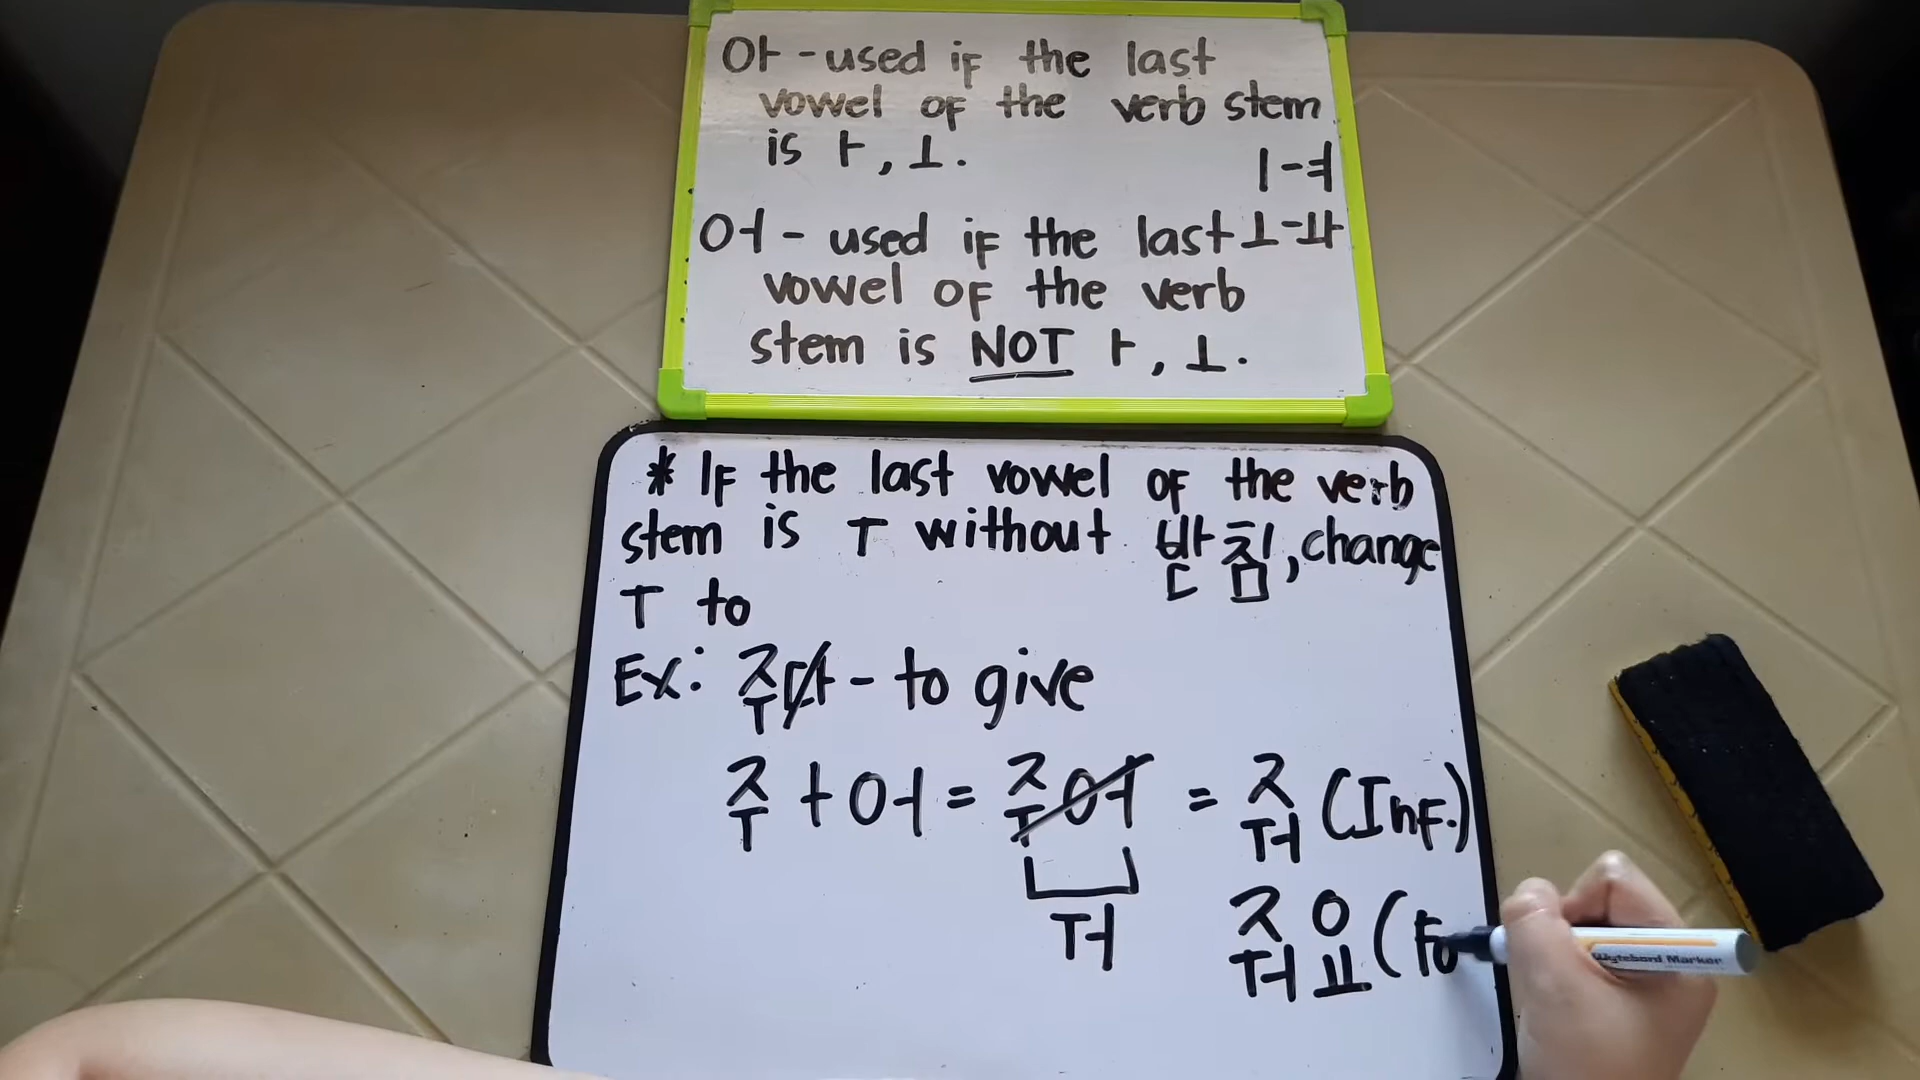 아 - used if the last
vowel of the verb stem
is ㅏ, ㅗ.
ㅣ - ㅕ
어 - used if the last
ㅗ - ㅘ
vowel of the verb
stem is NOT ㅏ, ㅗ.
* If the last vowel of the verb
stem is ㅜ without 받침, change
ㅜ to
Ex: 주다 - to give
주 + 어 = 주어 = 줘 (Inf.)
ㅝ
줘요 (Fo
Wytebord Marker